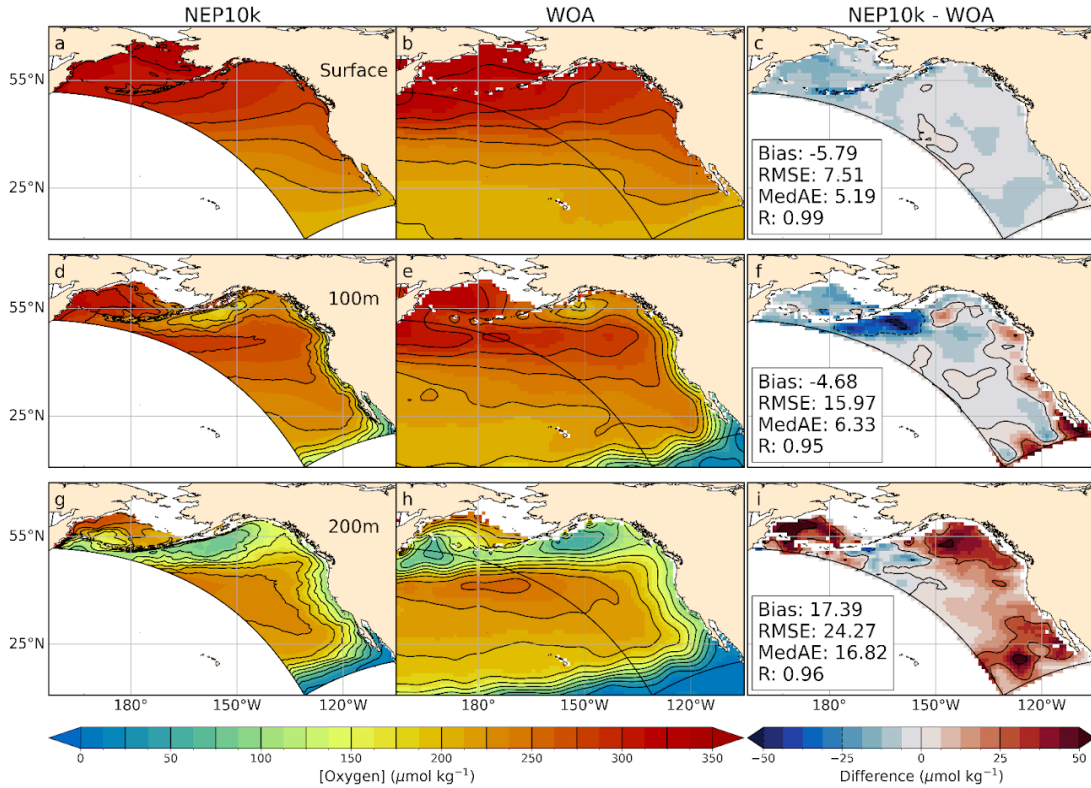 NEP10k WOA NEP10k - WOA
a Surface b c
55°N
25°N
Bias: -5.79
RMSE: 7.51
MedAE: 5.19
R: 0.99
d 100m e f
55°N
25°N
Bias: -4.68
RMSE: 15.97
MedAE: 6.33
R: 0.95
g 200m h i
55°N
25°N
Bias: 17.39
RMSE: 24.27
MedAE: 16.82
R: 0.96
180° 150°W 120°W 180° 150°W 120°W 180° 150°W 120°W
0 50 100 150 200 250 300 350 −50 −25 0 25 50
[Oxygen] (μmol kg⁻¹) Difference (μmol kg⁻¹)